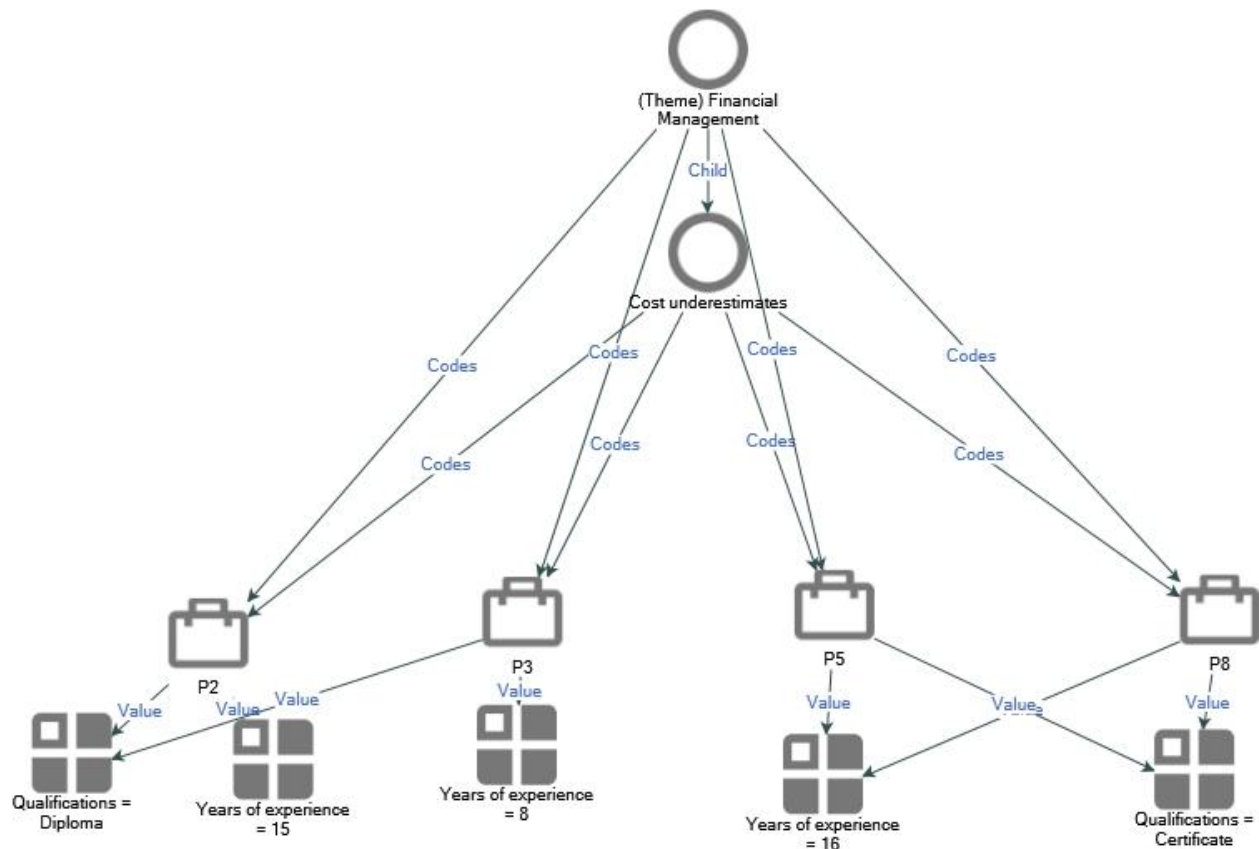 (Theme) Financial
Management
Child
Cost underestimates
Codes
Codes
Codes
Codes
Codes
Codes
Codes
Codes
P2
P3
P5
P8
Value
Value
Value
Value
Value
Value
Value
Qualifications =
Diploma
Years of experience
= 15
Years of experience
= 8
Years of experience
= 16
Qualifications =
Certificate